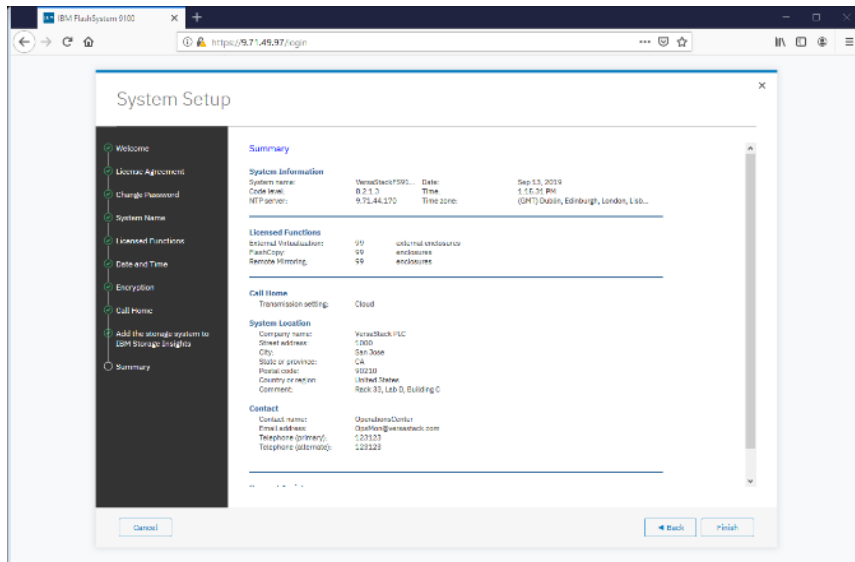 IBM FlashSystem 9100
https://9.71.49.97/login
System Setup
Welcome
License Agreement
Change Password
System Name
Licensed Functions
Date and Time
Encryption
Call Home
Add the storage system to
IBM Storage Insights
Summary
Summary
System Information
System name: VersaStackFS91... Date: Sep 13, 2019
Code level: 8.2.1.3 Time: PM
NTP server: 9.71.44.170 Time zone: (GMT) Dublin, Edinburgh, London, Lisb...
Licensed Functions
External Virtualization: 99 external enclosures
FlashCopy: 99 enclosures
Remote Mirroring: 99 enclosures
Call Home
Transmission setting: Cloud
System Location
Company name: VersaStack PLC
Street address: 1000
City: San Jose
State or province: CA
Postal code: 90210
Country or region: United States
Comment: Rack 33, Lab D, Building C
Contact
Contact name: OperationsCenter
Email address: OpsMon@versastack.com
Telephone (primary): 123123
Telephone (alternate): 123123
Cancel
Back
Finish